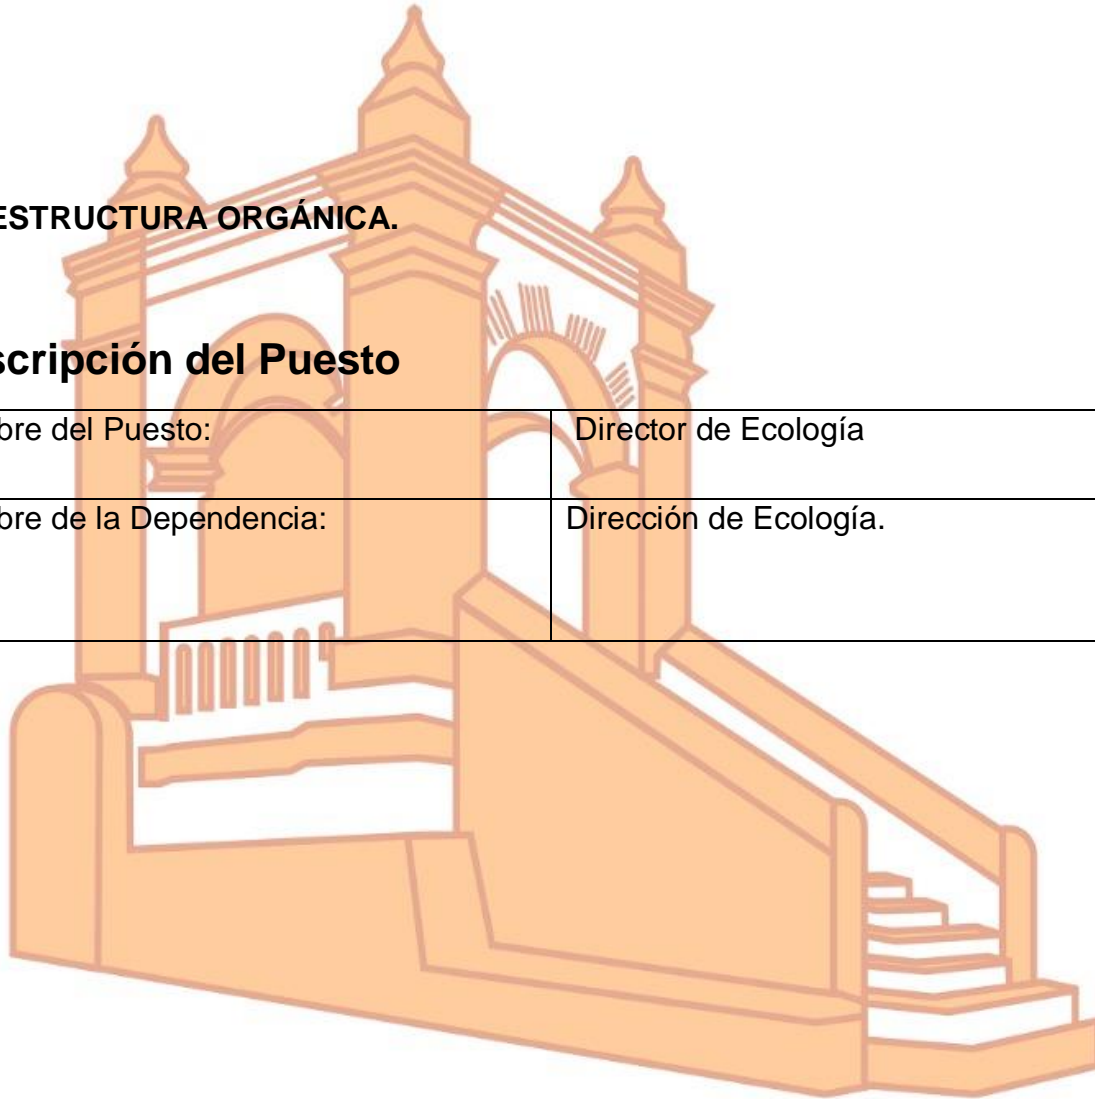 ESTRUCTURA ORGÁNICA.
scripción del Puesto
bre del Puesto: Director de Ecología
bre de la Dependencia: Dirección de Ecología.